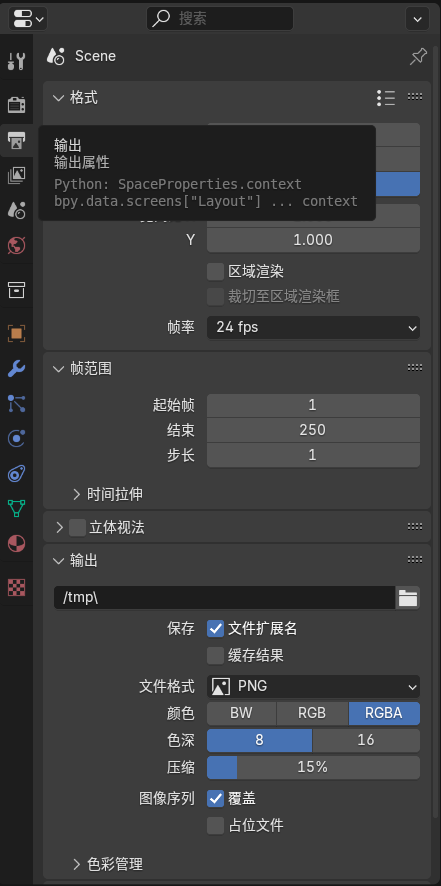 搜索
Scene
格式
输出
输出属性
Python: SpaceProperties.context
bpy.data.screens["Layout"] ... context
Y 1.000
区域渲染
裁切至区域渲染框
帧率 24 fps
帧范围
起始帧 1
结束 250
步长 1
时间拉伸
立体视法
输出
/tmp\
保存 文件扩展名
缓存结果
文件格式 PNG
颜色 BW RGB RGBA
色深 8 16
压缩 15%
图像序列 覆盖
占位文件
色彩管理